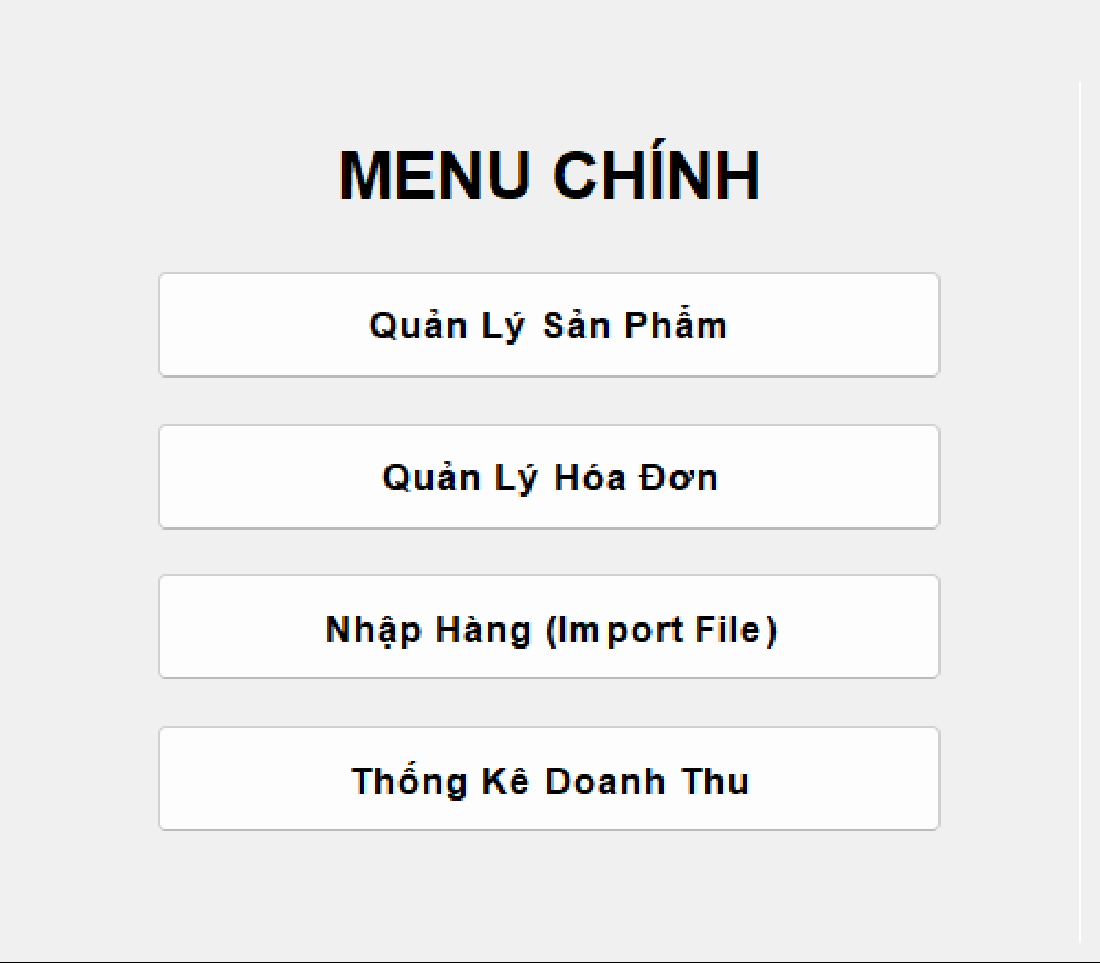 MENU CHÍNH
Quản Lý Sản Phẩm
Quản Lý Hóa Đơn
Nhập Hàng (Import File)
Thống Kê Doanh Thu